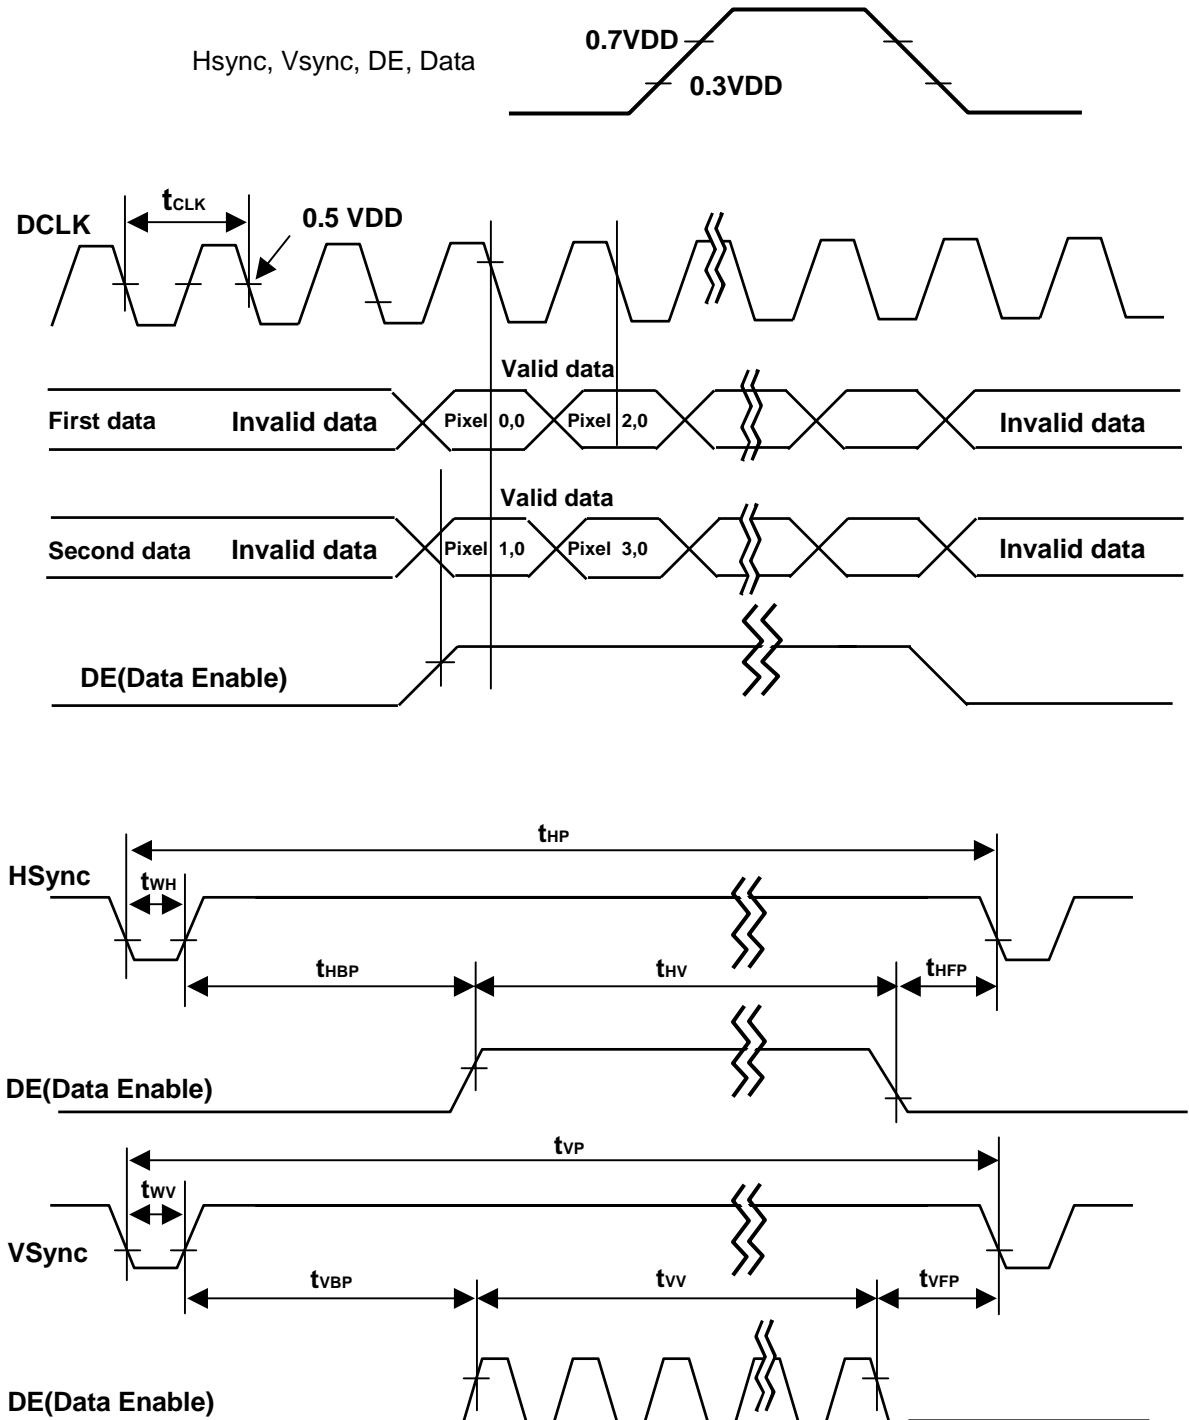 0.7VDD
Hsync, Vsync, DE, Data
0.3VDD
tCLK
DCLK
0.5 VDD
Valid data
First data Invalid data Pixel 0,0 Pixel 2,0 Invalid data
Valid data
Second data Invalid data Pixel 1,0 Pixel 3,0 Invalid data
DE(Data Enable)
tHP
HSync
tWH
tHBP tHV tHFP
DE(Data Enable)
tVP
tWV
VSync
tVBP tVV tVFP
DE(Data Enable)